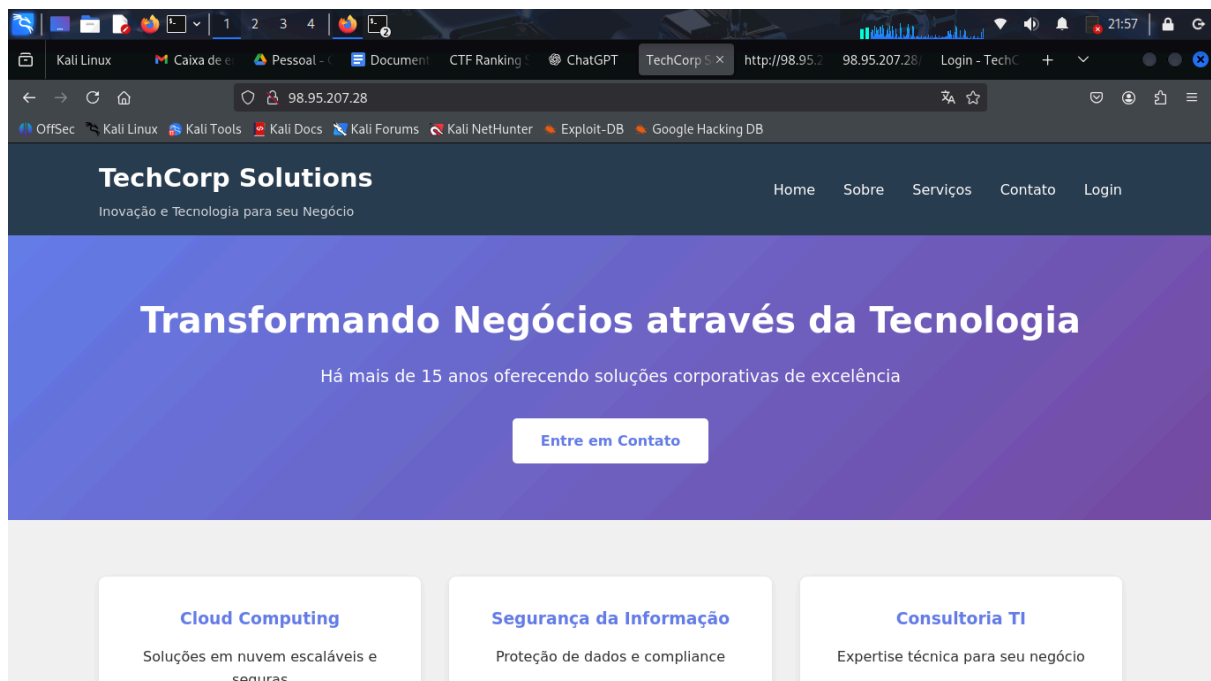 1 2 3 4 21:57
Kali Linux Caixa de e Pessoal - Document CTF Ranking ChatGPT TechCorp S http://98.95.2 98.95.207.28/ Login - TechC
98.95.207.28
OffSec Kali Linux Kali Tools Kali Docs Kali Forums Kali NetHunter Exploit-DB Google Hacking DB
TechCorp Solutions
Inovação e Tecnologia para seu Negócio
Home Sobre Serviços Contato Login
Transformando Negócios através da Tecnologia
Há mais de 15 anos oferecendo soluções corporativas de excelência
Entre em Contato
Cloud Computing
Soluções em nuvem escaláveis e
seguras
Segurança da Informação
Proteção de dados e compliance
Consultoria TI
Expertise técnica para seu negócio